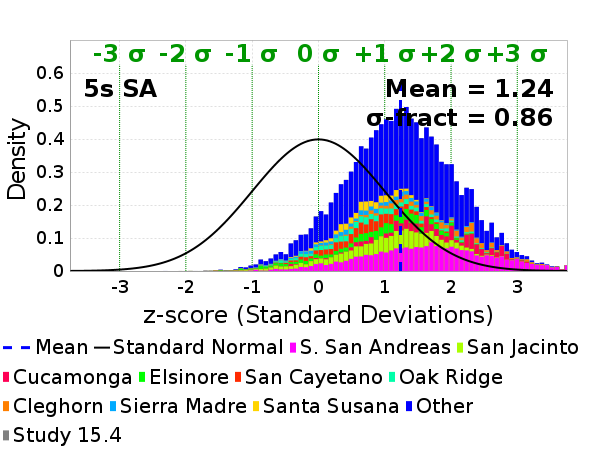 -3 σ -2 σ -1 σ 0 σ +1 σ +2 σ +3 σ
5s SA
Mean = 1.24
σ-fract = 0.86
Density
0.6
0.5
0.4
0.3
0.2
0.1
0
-3 -2 -1 0 1 2 3
z-score (Standard Deviations)
Mean Standard Normal S. San Andreas San Jacinto
Cucamonga Elsinore San Cayetano Oak Ridge
Cleghorn Sierra Madre Santa Susana Other
Study 15.4